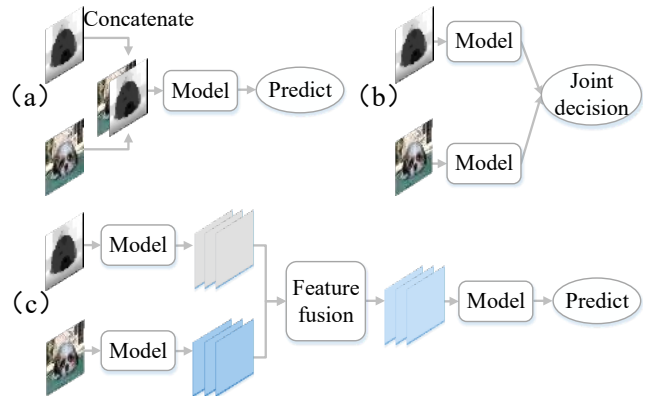 Concatenate
(a)
Model
Predict
(b)
Model
Model
Joint
decision
(c)
Model
Model
Feature
fusion
Model
Predict